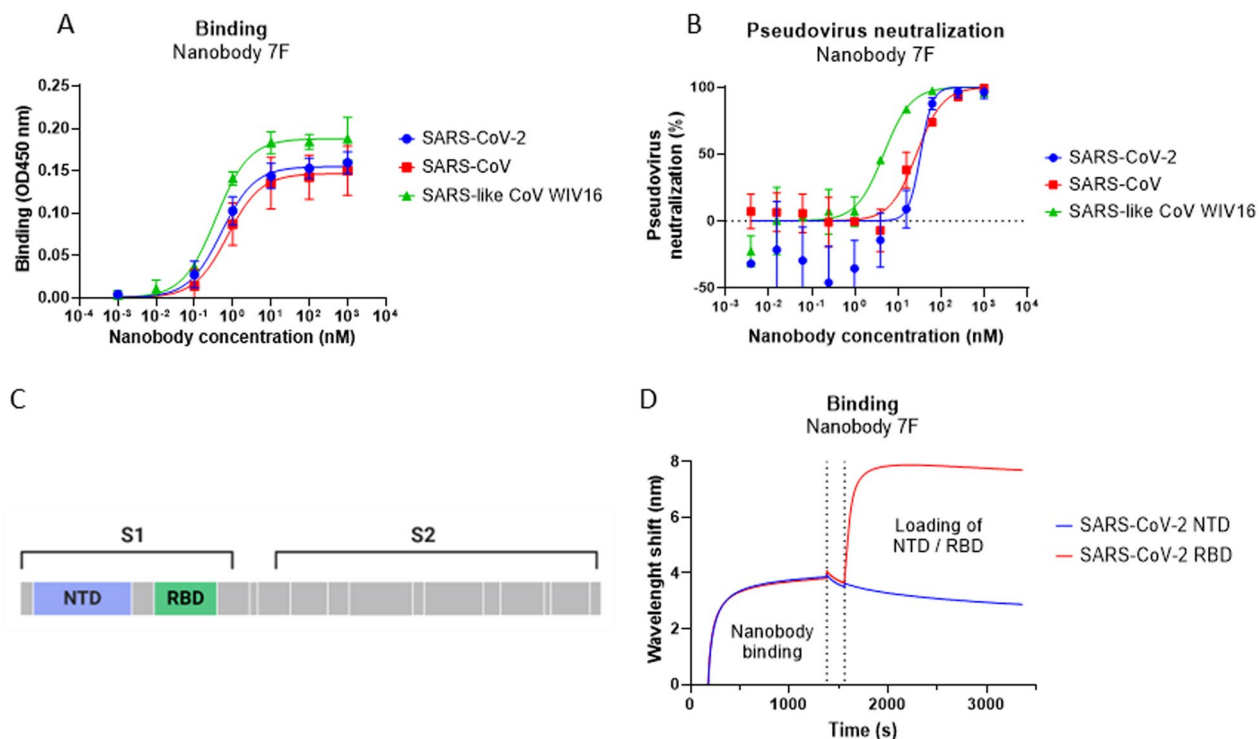 A
Binding
Nanobody 7F
Binding (OD450 nm)
0.25
0.20
0.15
0.10
0.05
0.00
10-4
10-3
10-2
10-1
100
101
102
103
104
Nanobody concentration (nM)
SARS-CoV-2
SARS-CoV
SARS-like CoV WIV16
B
Pseudovirus neutralization
Nanobody 7F
Pseudovirus
neutralization (%)
100
50
0
-50
10-3
10-2
10-1
100
101
102
103
104
Nanobody concentration (nM)
SARS-CoV-2
SARS-CoV
SARS-like CoV WIV16
C
S1
S2
NTD
RBD
D
Binding
Nanobody 7F
Wavelenght shift (nm)
8
6
4
2
0
Nanobody
binding
Loading of
NTD / RBD
0
1000
2000
3000
Time (s)
SARS-CoV-2 NTD
SARS-CoV-2 RBD